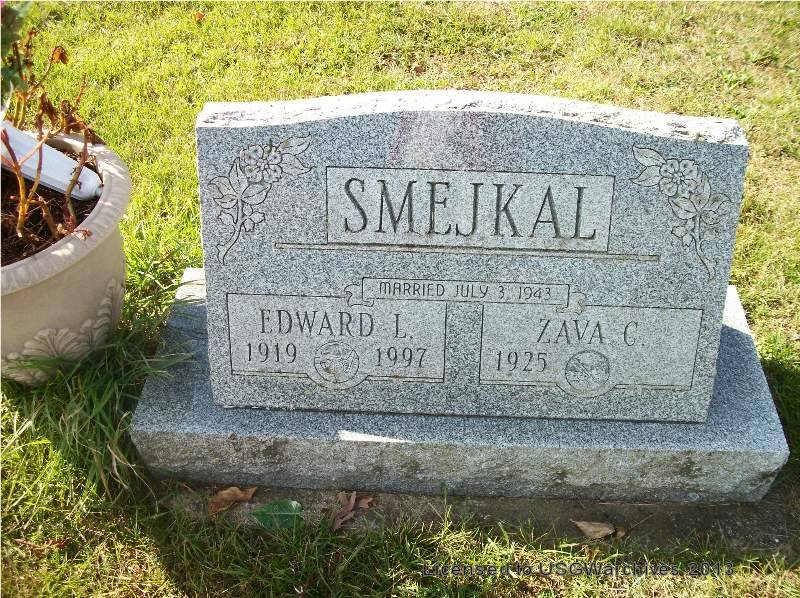 SMEJKAL
MARRIED JULY 3, 1943
EDWARD L.
1919 1997
ZAVA C.
1925
Licensed to USGWarchives 2013